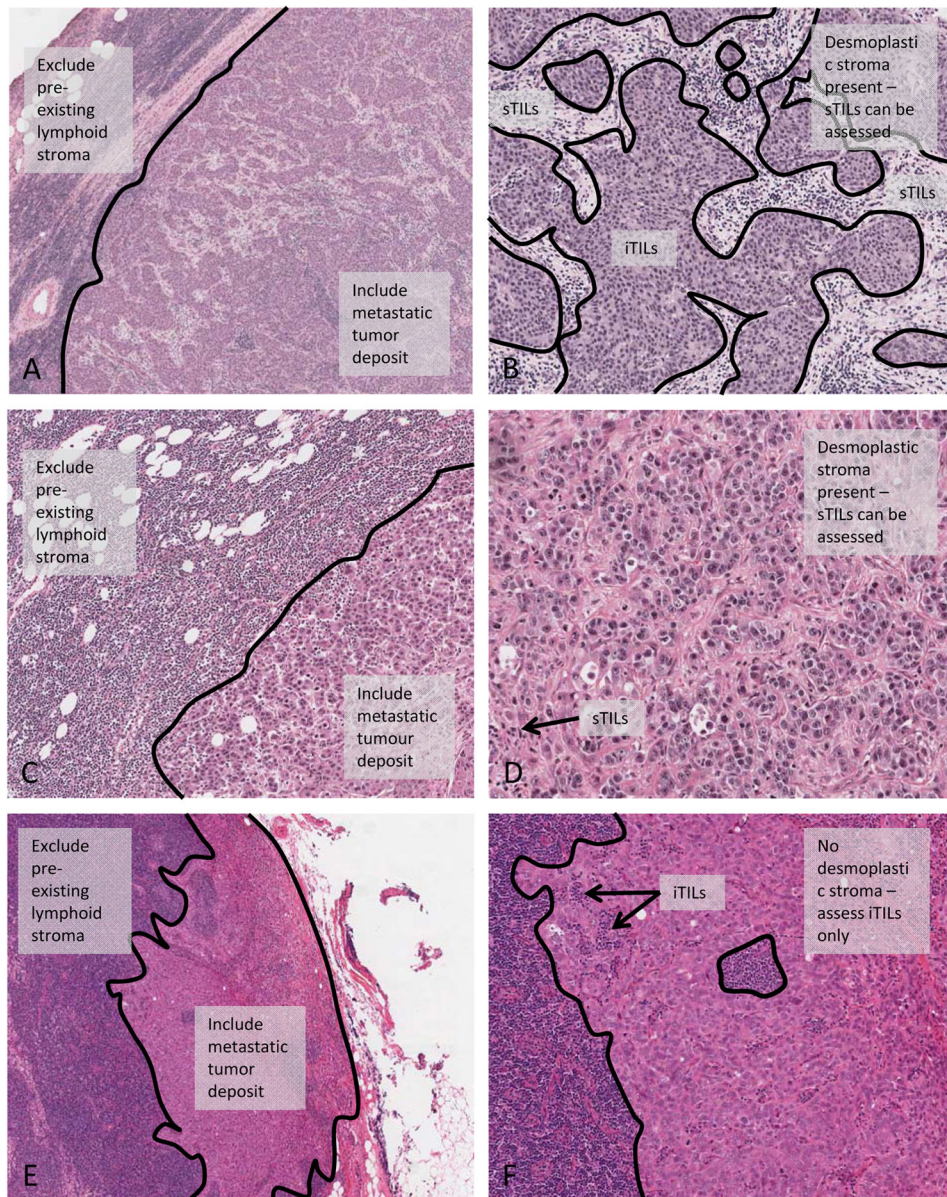 Exclude
pre-
existing
lymphoid
stroma
Include
metastatic
tumor
deposit
A
sTILs
Desmoplasti
c stroma
present –
sTILs can be
assessed
sTILs
iTILs
B
Exclude
pre-
existing
lymphoid
stroma
Include
metastatic
tumour
deposit
C
Desmoplastic
stroma
present –
sTILs can be
assessed
sTILs
D
Exclude
pre-
existing
lymphoid
stroma
Include
metastatic
tumor
deposit
E
No
desmoplasti
c stroma –
assess iTILs
only
iTILs
F